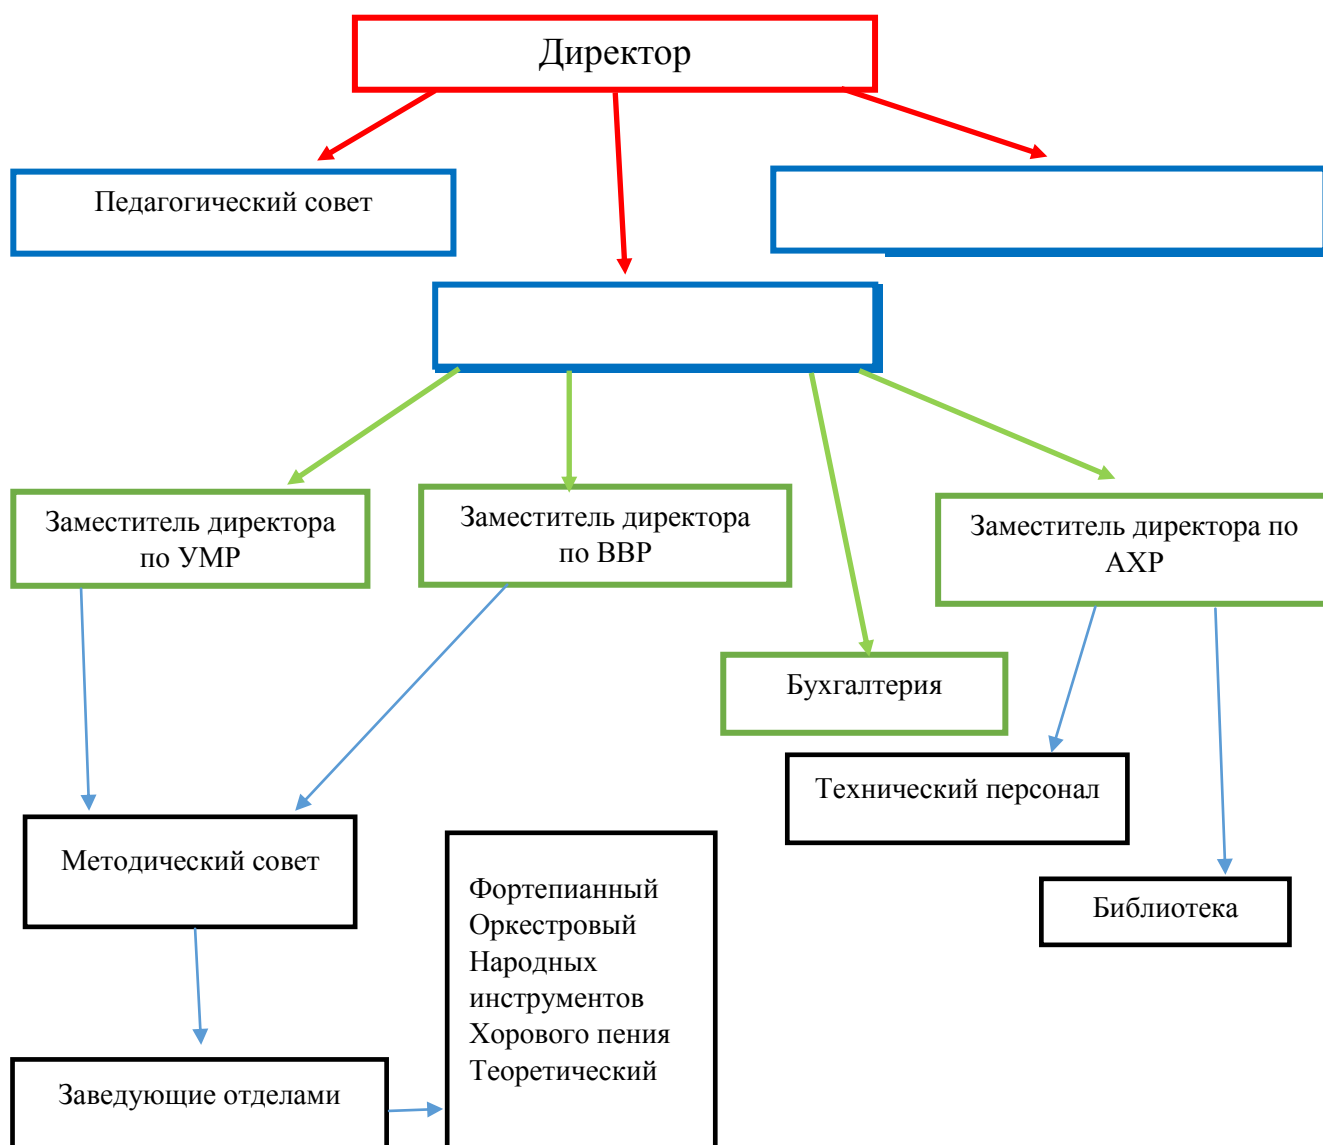 Директор
Педагогический совет
Заместитель директора
по УМР
Заместитель директора
по ВВР
Заместитель директора по
АХР
Бухгалтерия
Технический персонал
Методический совет
Фортепианный
Оркестровый
Народных
инструментов
Хорового пения
Теоретический
Библиотека
Заведующие отделами